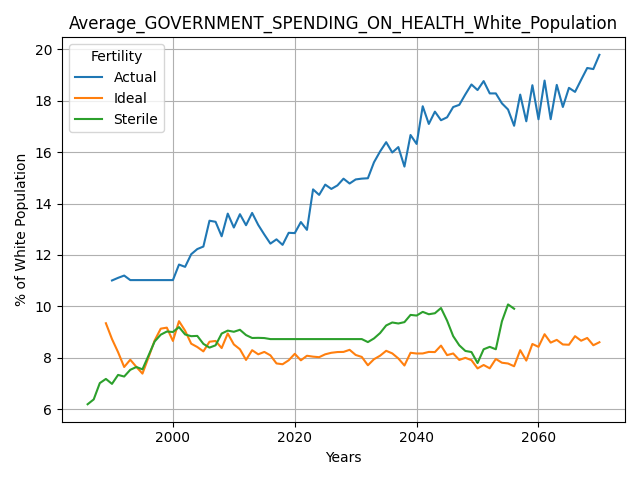 Average_GOVERNMENT_SPENDING_ON_HEALTH_White_Population
Fertility
Actual
Ideal
Sterile
% of White Population
20
18
16
14
12
10
8
6
2000 2020 2040 2060
Years